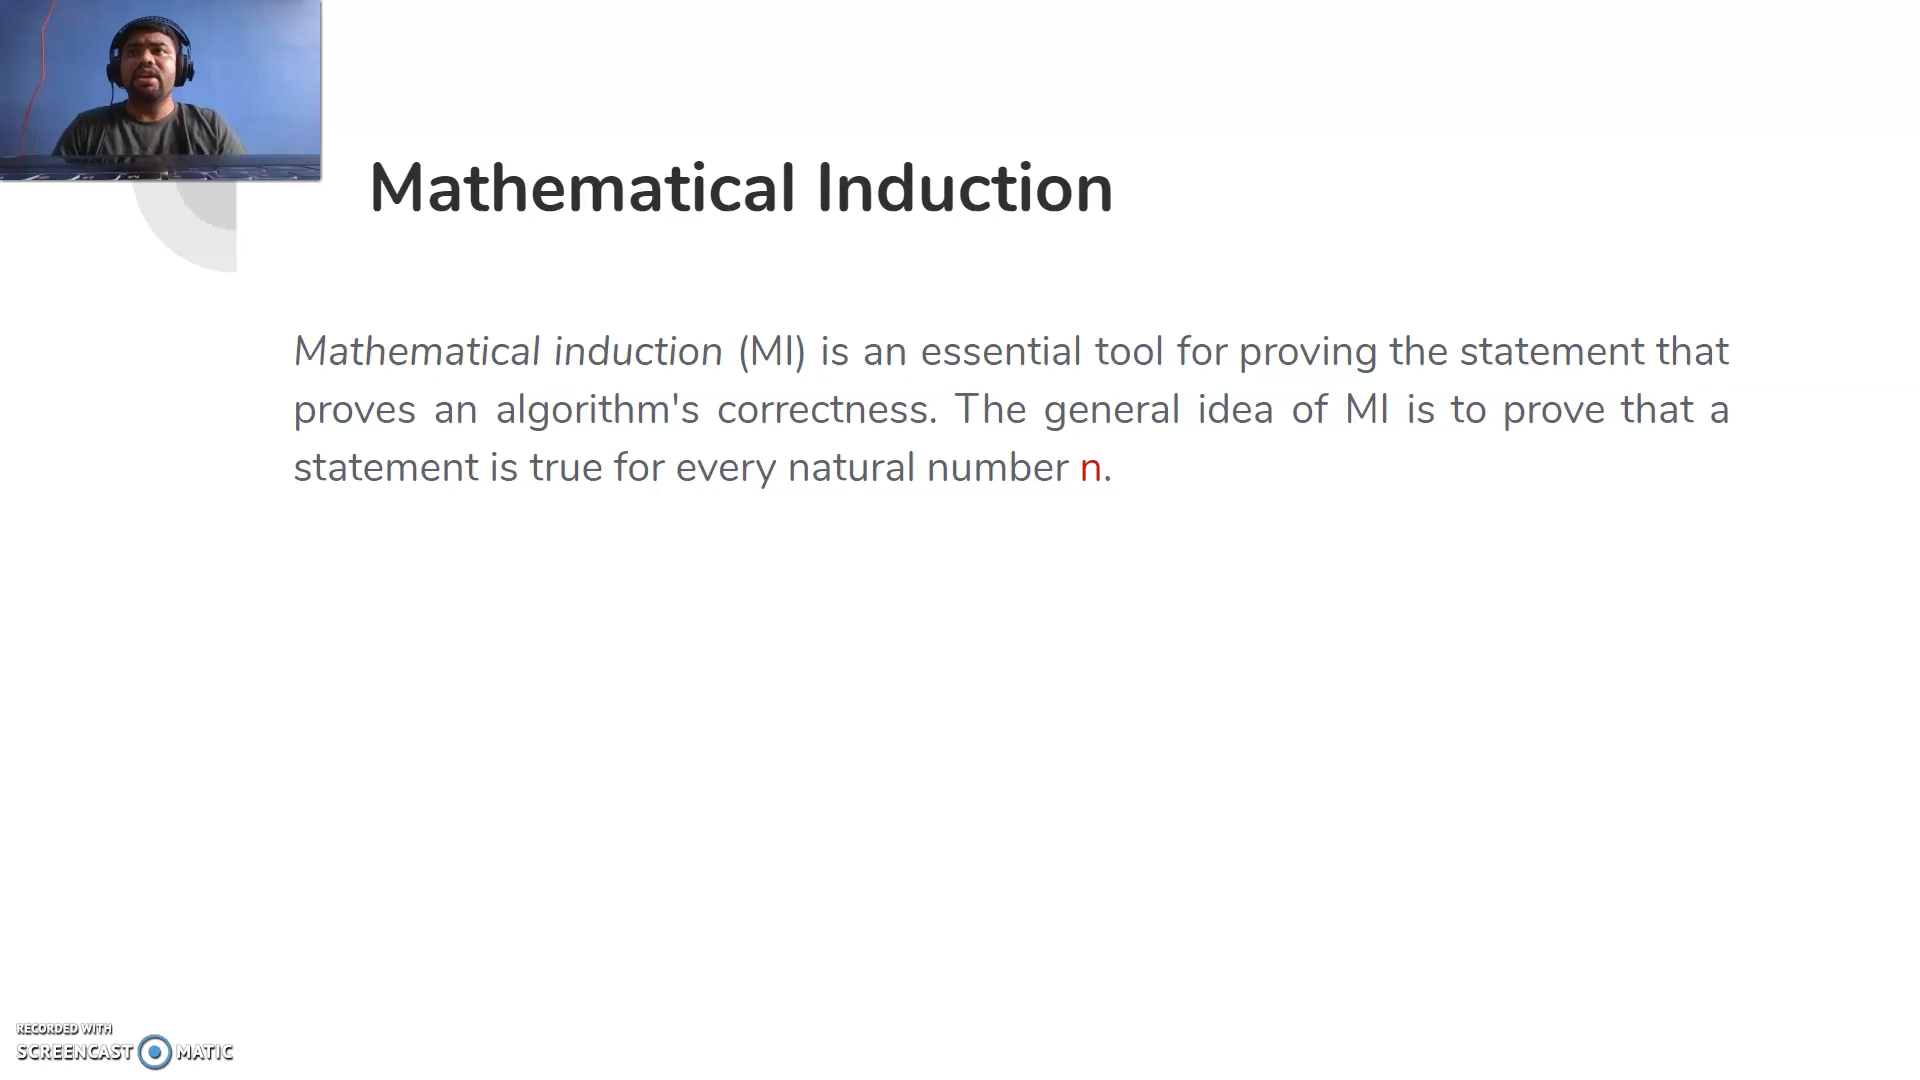 Mathematical Induction
Mathematical induction (MI) is an essential tool for proving the statement that
proves an algorithm's correctness. The general idea of MI is to prove that a
statement is true for every natural number n.
RECORDED WITH
SCREENCAST MATIC